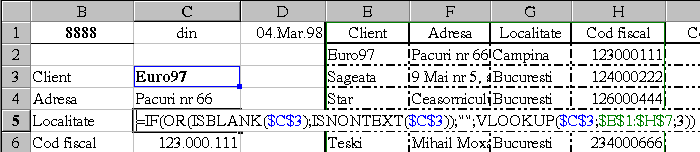 B C D E F G H
1 8888 din 04.Mar.98 Client Adresa Localitate Cod fiscal
2 Euro97 Pacuri nr 66 Campina 123000111
3 Client Euro97 Sageata 9 Mai nr 5, Bucuresti 124000222
4 Adresa Pacuri nr 66 Star Ceasornicul Bucuresti 126000444
5 Localitate =IF(OR(ISBLANK($C$3);ISNONTEXT($C$3));"";VLOOKUP($C$3;$E$1:$H$7;3))
6 Cod fiscal 123.000.111 Teski Mihail Mox Bucuresti 234000666